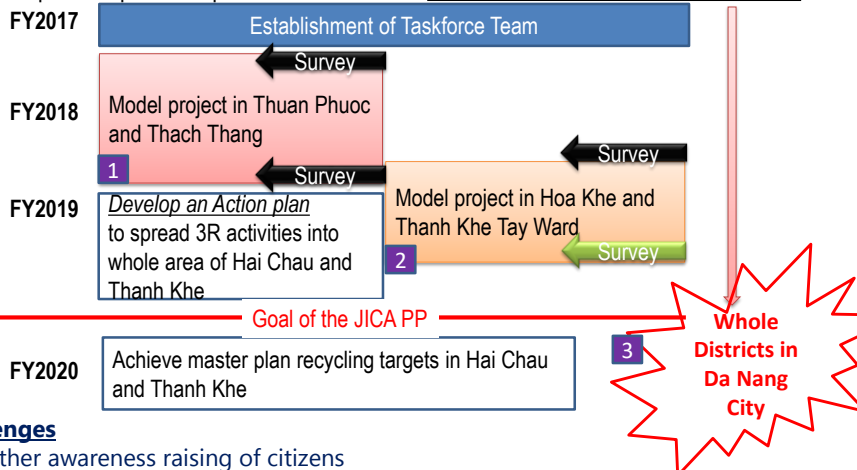 FY2017
Establishment of Taskforce Team
Survey
FY2018
Model project in Thuan Phuoc
and Thach Thang
1
Survey
Survey
FY2019
Develop an Action plan
to spread 3R activities into
whole area of Hai Chau and
Thanh Khe
Model project in Hoa Khe and
Thanh Khe Tay Ward
2
Survey
Goal of the JICA PP
Whole
Districts in
Da Nang
City
3
FY2020
Achieve master plan recycling targets in Hai Chau
and Thanh Khe
enges
ther awareness raising of citizens